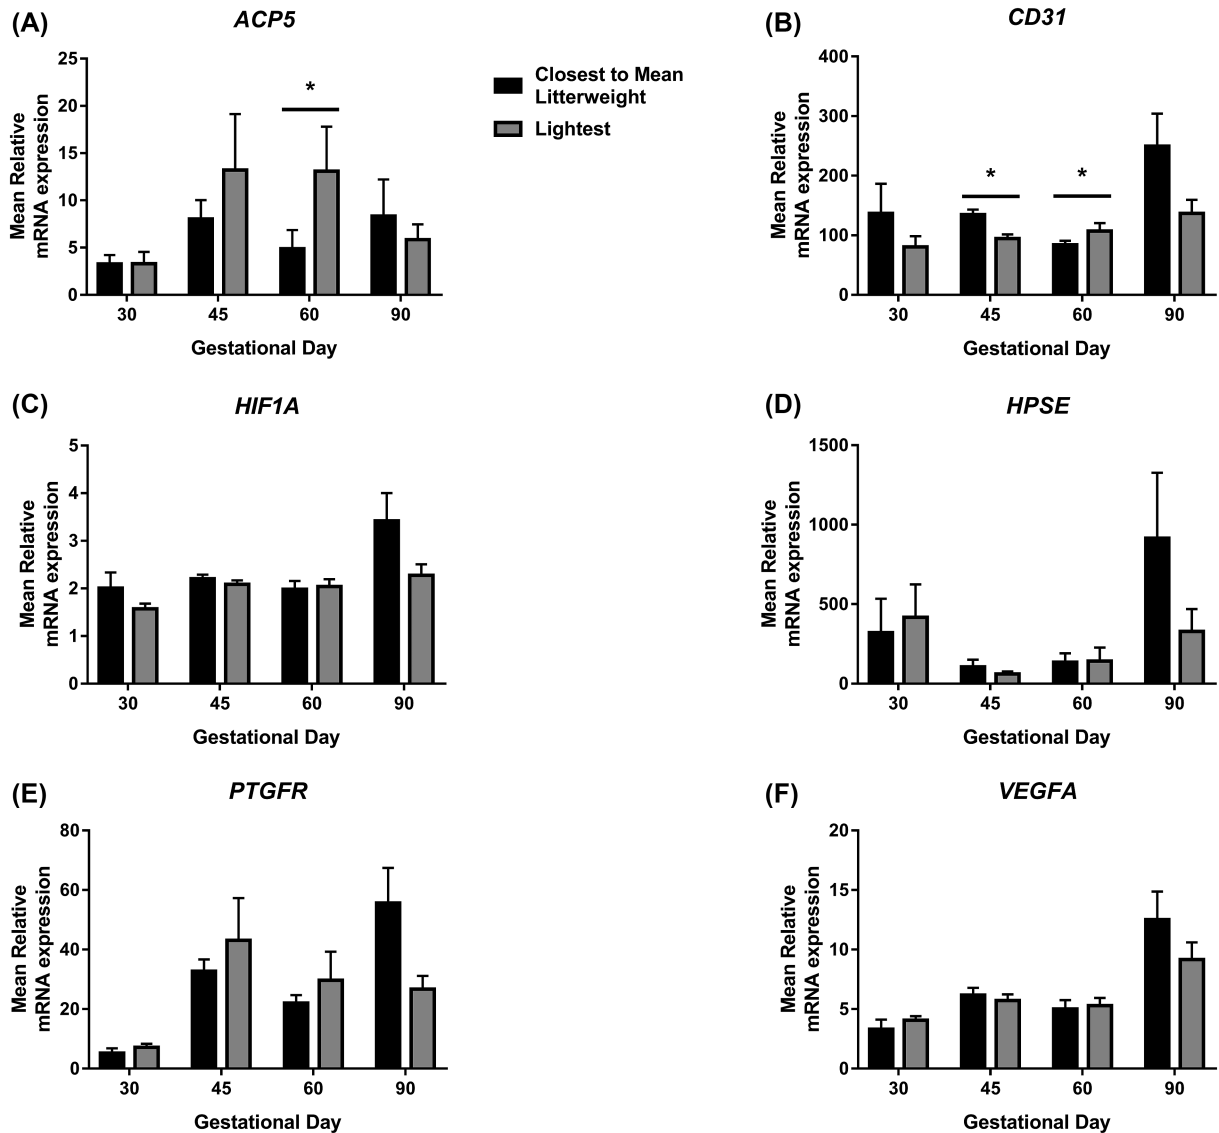 (A)
ACP5
Mean Relative
mRNA expression
25
20
15
10
5
0
*
30 45 60 90
Gestational Day
Closest to Mean
Litterweight
Lightest
(B)
CD31
Mean Relative
mRNA expression
400
300
200
100
0
* *
30 45 60 90
Gestational Day
(C)
HIF1A
Mean Relative
mRNA expression
5
4
3
2
1
0
30 45 60 90
Gestational Day
(D)
HPSE
Mean Relative
mRNA expression
1500
1000
500
0
30 45 60 90
Gestational Day
(E)
PTGFR
Mean Relative
mRNA expression
80
60
40
20
0
30 45 60 90
Gestational Day
(F)
VEGFA
Mean Relative
mRNA expression
20
15
10
5
0
30 45 60 90
Gestational Day